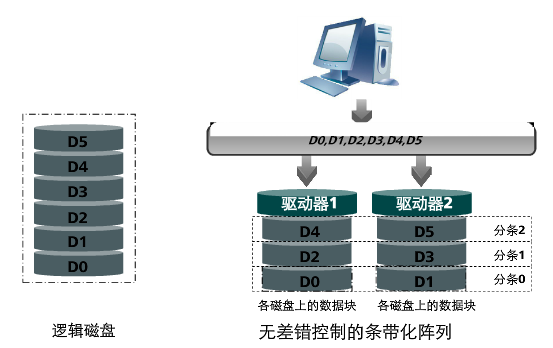 D0,D1,D2,D3,D4,D5
D5
D4
D3
D2
D1
D0
逻辑磁盘
驱动器1 驱动器2
D4 D5 分条2
D2 D3 分条1
D0 D1 分条0
各磁盘上的数据块 各磁盘上的数据块
无差错控制的条带化阵列